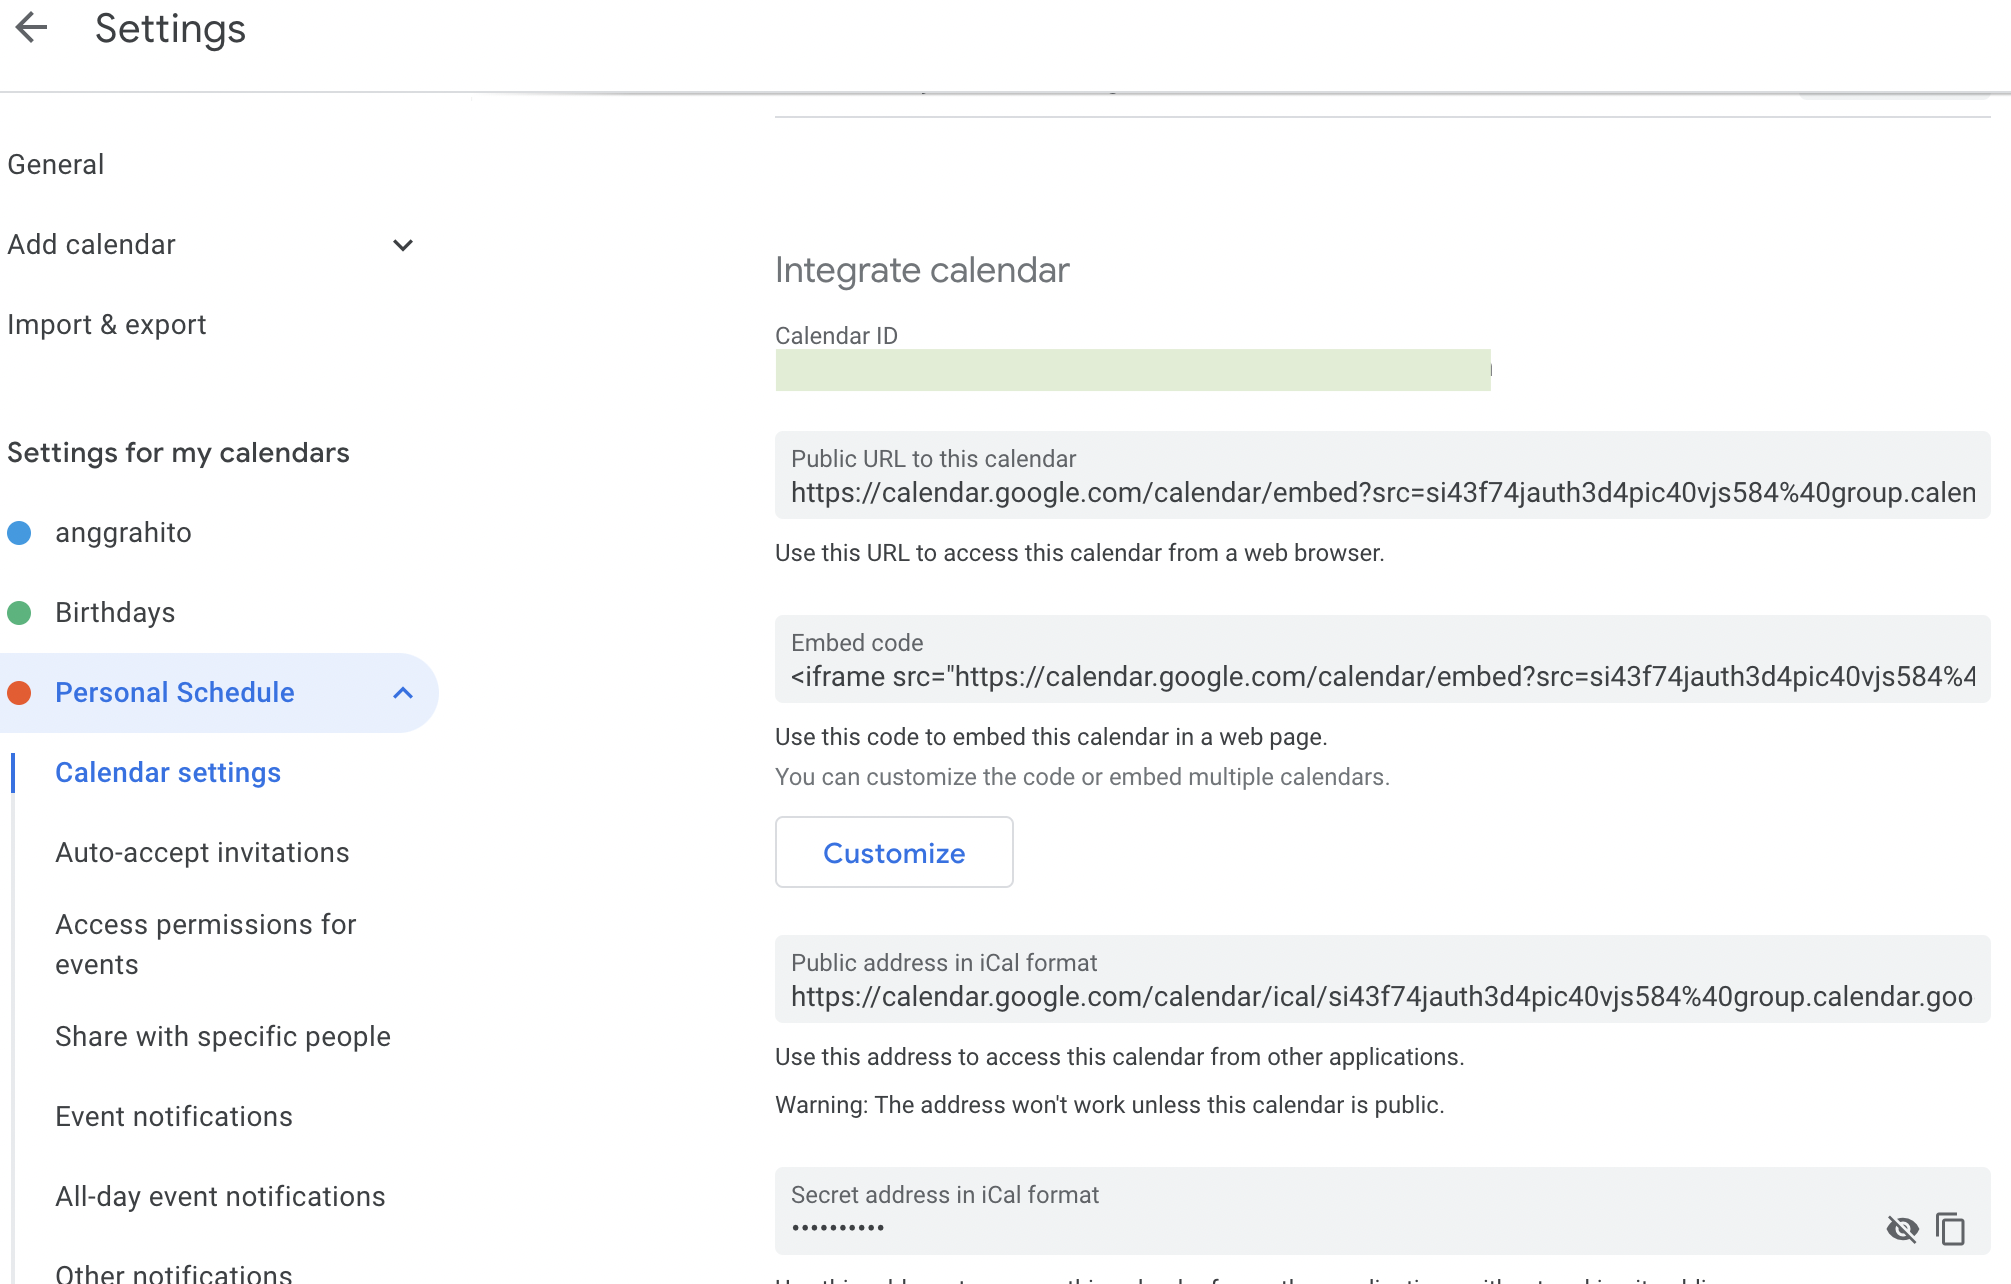 Settings
General
Add calendar
Import & export
Settings for my calendars
anggrahito
Birthdays
Personal Schedule
Calendar settings
Auto-accept invitations
Access permissions for
events
Share with specific people
Event notifications
All-day event notifications
Other notifications
Integrate calendar
Calendar ID
Public URL to this calendar
https://calendar.google.com/calendar/embed?src=si43f74jauth3d4pic40vjs584%40group.calen
Use this URL to access this calendar from a web browser.
Embed code
<iframe src="https://calendar.google.com/calendar/embed?src=si43f74jauth3d4pic40vjs584%4
Use this code to embed this calendar in a web page.
You can customize the code or embed multiple calendars.
Customize
Public address in iCal format
https://calendar.google.com/calendar/ical/si43f74jauth3d4pic40vjs584%40group.calendar.goo
Use this address to access this calendar from other applications.
Warning: The address won't work unless this calendar is public.
Secret address in iCal format
••••••••••